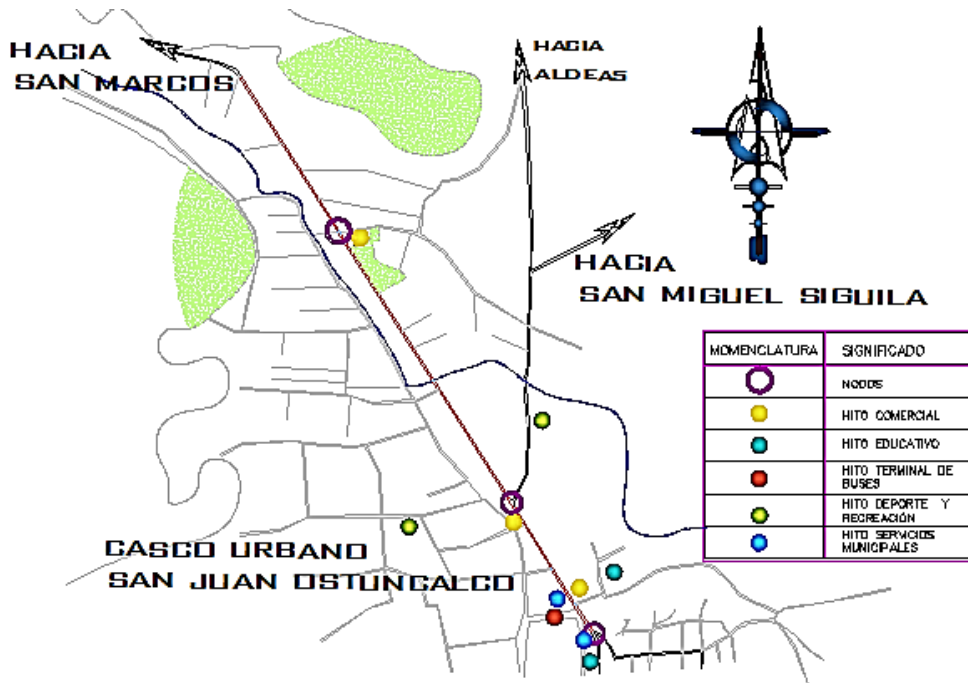 HACIA
SAN MARCOS
HACIA
ALDEAS
HACIA
SAN MIGUEL SIGUILA
MOMENCLATURA SIGNIFICADO
NODOS
HITO COMERCIAL
HITO EDUCATIVO
HITO TERMINAL DE
BUSES
HITO DEPORTE Y
RECREACIÓN
HITO SERVICIOS
MUNICIPALES
CASCO URBANO
SAN JUAN OSTUNCALCO